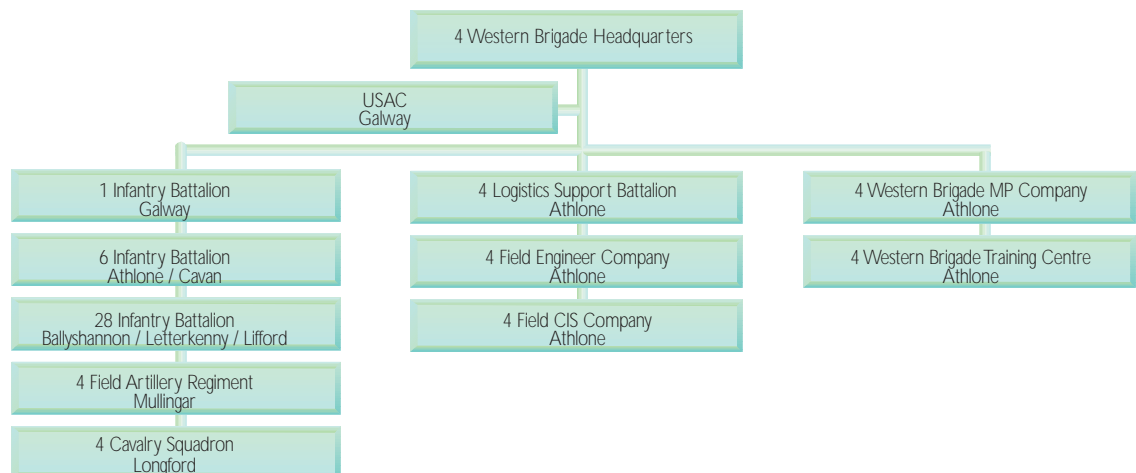 4 Western Brigade Headquarters
USAC
Galway
1 Infantry Battalion
Galway
6 Infantry Battalion
Athlone / Cavan
28 Infantry Battalion
Ballyshannon / Letterkenny / Lifford
4 Field Artillery Regiment
Mullingar
4 Cavalry Squadron
Longford
4 Logistics Support Battalion
Athlone
4 Field Engineer Company
Athlone
4 Field CIS Company
Athlone
4 Western Brigade MP Company
Athlone
4 Western Brigade Training Centre
Athlone